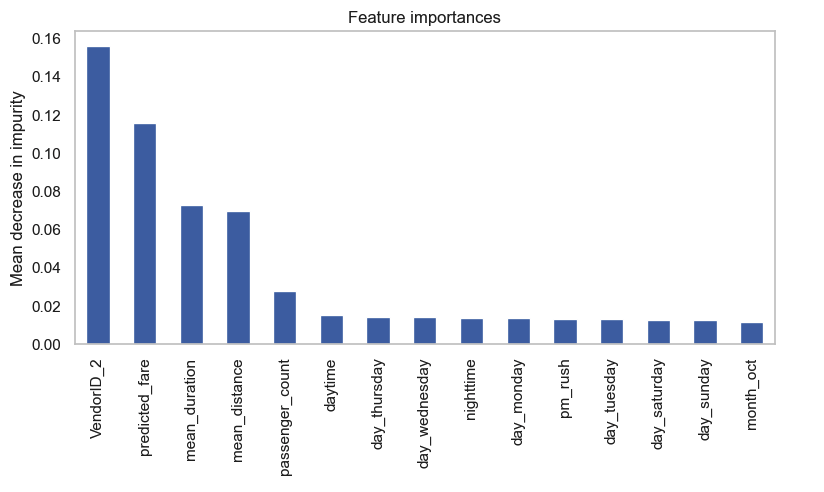 Feature importances
Mean decrease in impurity
0.16
0.14
0.12
0.10
0.08
0.06
0.04
0.02
0.00
VendorID_2
predicted_fare
mean_duration
mean_distance
passenger_count
daytime
day_thursday
day_wednesday
nighttime
day_monday
pm_rush
day_tuesday
day_saturday
day_sunday
month_oct